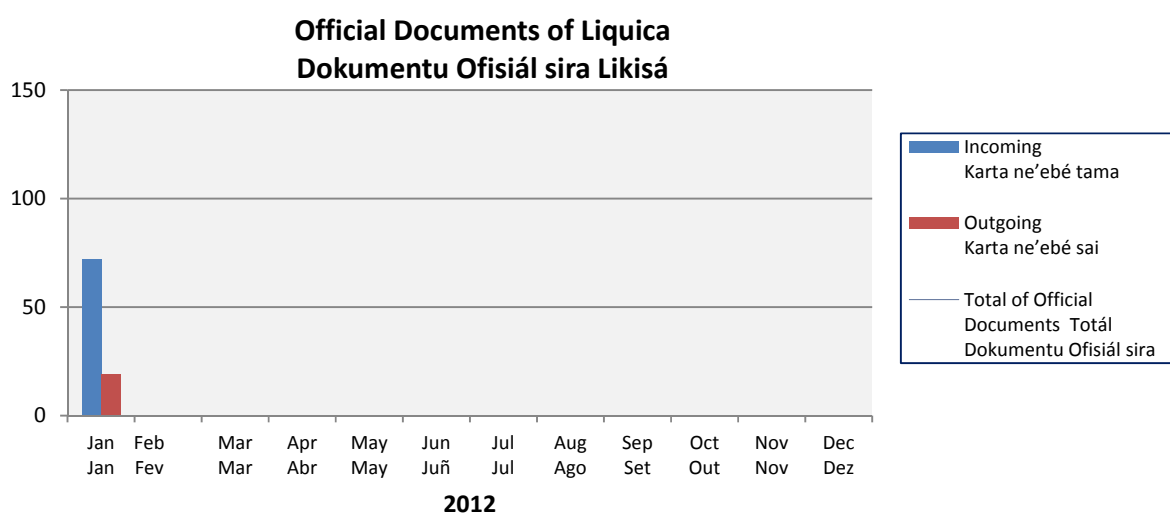 Official Documents of Liquica
Dokumentu Ofisiál sira Likisá
150
100
50
0
Jan Feb Mar Apr May Jun Jul Aug Sep Oct Nov Dec
Jan Fev Mar Abr May Juñ Jul Ago Set Out Nov Dez
2012
Incoming
Karta ne’ebé tama
Outgoing
Karta ne’ebé sai
Total of Official
Documents Totál
Dokumentu Ofisiál sira